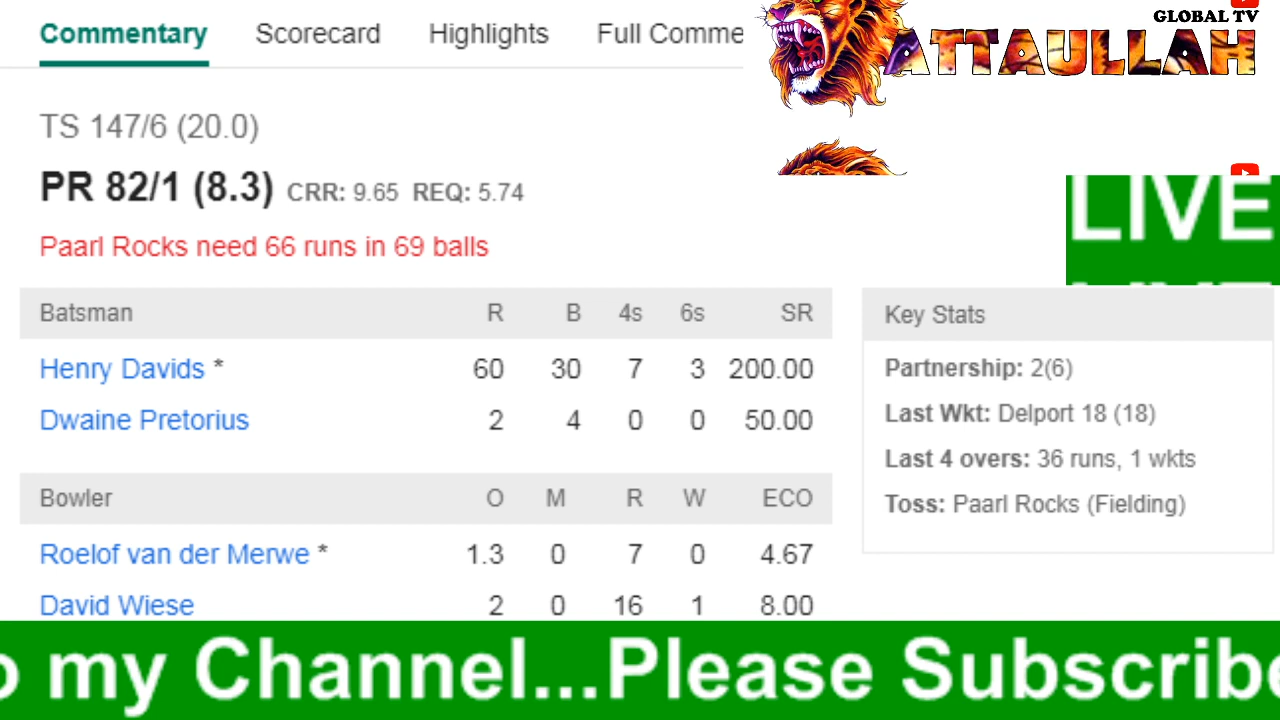 Commentary Scorecard Highlights Full Comme
GLOBAL TV
ATTAULLAH
TS 147/6 (20.0)
PR 82/1 (8.3) CRR: 9.65 REQ: 5.74
LIVE
Paarl Rocks need 66 runs in 69 balls
Batsman R B 4s 6s SR
Henry Davids * 60 30 7 3 200.00
Dwaine Pretorius 2 4 0 0 50.00
Key Stats
Partnership: 2(6)
Last Wkt: Delport 18 (18)
Last 4 overs: 36 runs, 1 wkts
Toss: Paarl Rocks (Fielding)
Bowler O M R W ECO
Roelof van der Merwe * 1.3 0 7 0 4.67
David Wiese 2 0 16 1 8.00
o my Channel...Please Subscribe